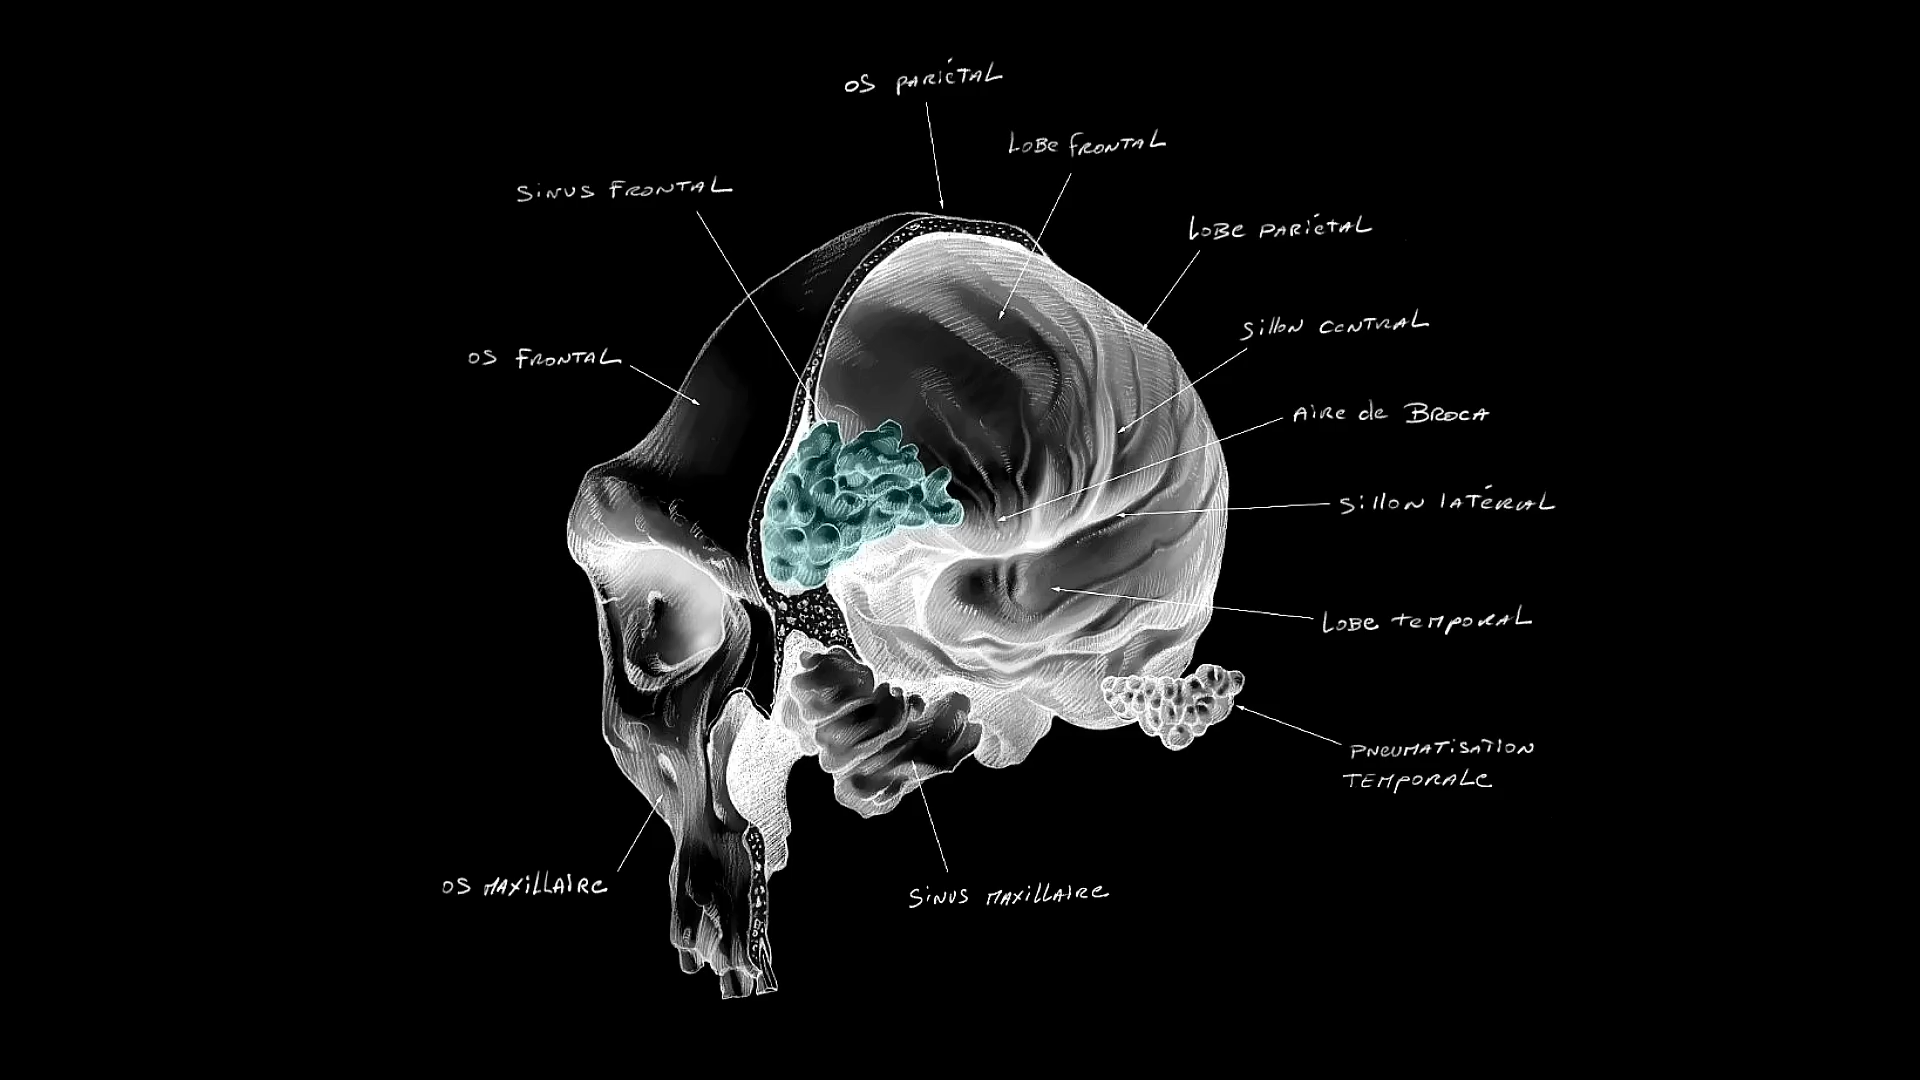 OS PARIÉTAL
LOBE FRONTAL
SINUS FRONTAL
LOBE PARIÉTAL
SILLON CENTRAL
OS FRONTAL
AIRE de BROCA
SILLON LATÉRAL
LOBE TEMPORAL
PNEUMATISATION
TEMPORALE
OS MAXILLAIRE
SINUS MAXILLAIRE